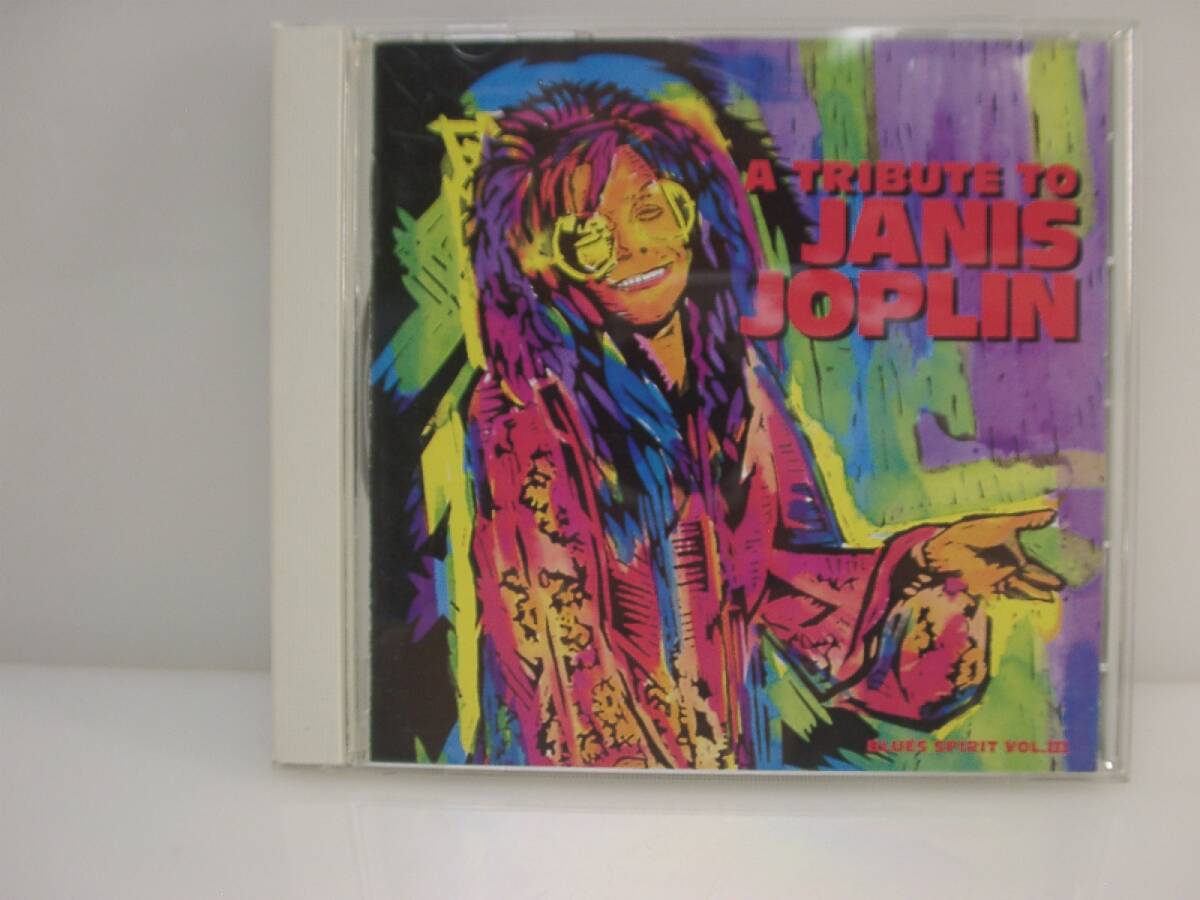 A TRIBUTE TO
JANIS
JOPLIN
BLUES SPIRIT VOL.III